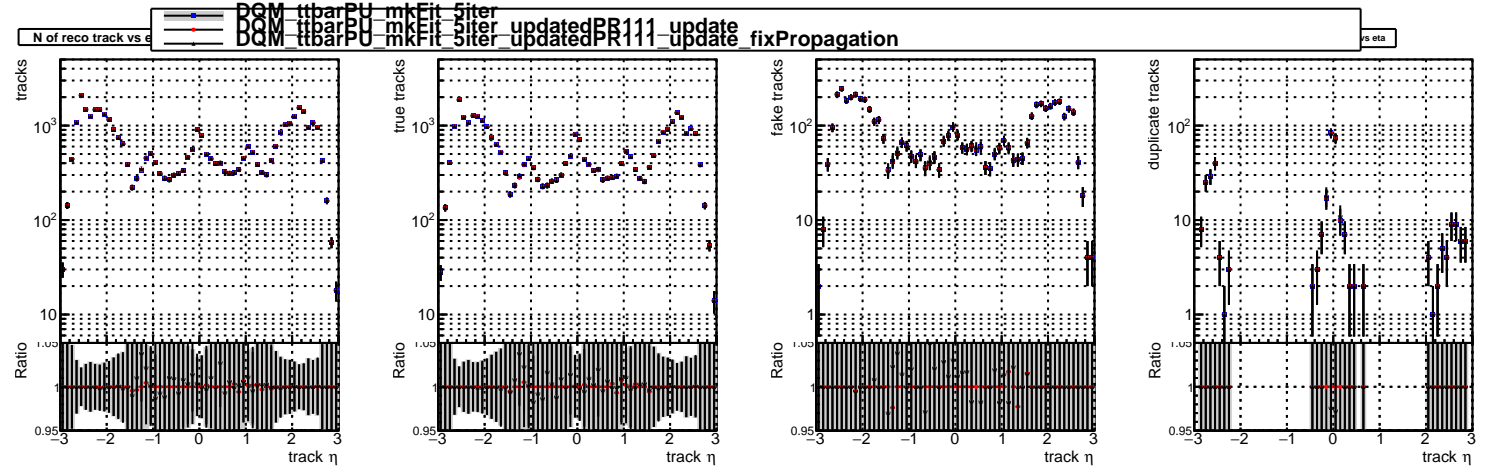 DQM_ttbarPU_mkFit_5iter
DQM_ttbarPU_mkFit_5iter_updatedPR111_update
DQM_ttbarPU_mkFit_5iter_updatedPR111_update_fixPropagation
N of reco track vs e
vs eta
tracks
10³
10²
10
Ratio
1.05
1
0.95
−3 −2 −1 0 1 2 3
track η
true tracks
10³
10²
10
Ratio
1.05
1
0.95
−3 −2 −1 0 1 2 3
track η
fake tracks
10²
10
1
Ratio
1.05
1
0.95
−3 −2 −1 0 1 2 3
track η
duplicate tracks
10²
10
1
Ratio
1.05
1
0.95
−3 −2 −1 0 1 2 3
track η